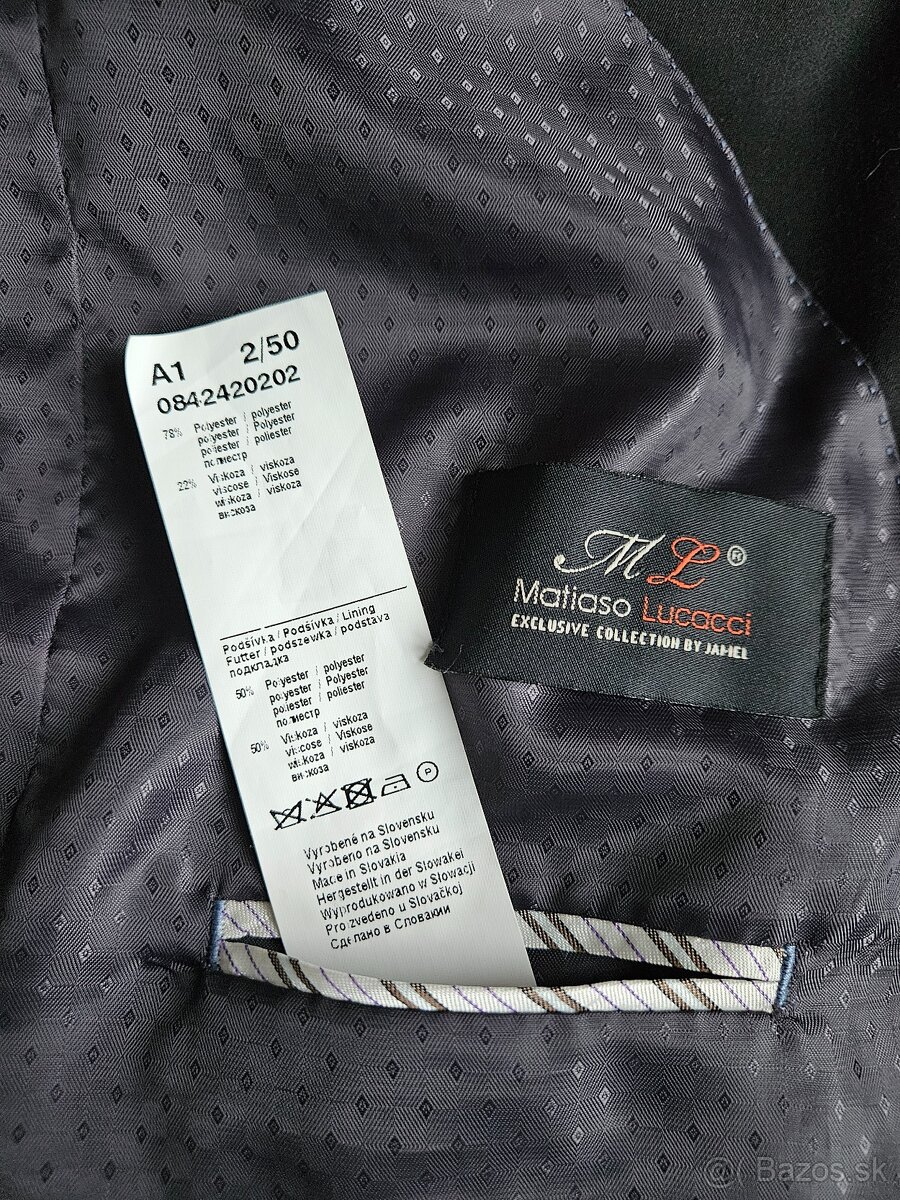 A1 2/50
0842420202
78% Polyester / polyester
polyester / Polyester
poliester / poliester
полиестр
22% Viskoza / viskoza
viscose / Viskose
wiskoza / viskoza
вискоза
Podšívka / Podšívka / Lining
Futter / podszewka / podstava
подкладка
50% Polyester / polyester
polyester / Polyester
poliester / poliester
полиестр
50% Viskoza / viskoza
viscose / Viskose
wiskoza / viskoza
вискоза
P
Vyrobené na Slovensku
Vyrobeno na Slovensku
Made in Slovakia
Hergestellt in der Slowakei
Wyprodukowano w Słowacji
Proizvedeno u Slovačkoj
Сделано в Словакии
ML®
Matiaso Lucacci
EXCLUSIVE COLLECTION BY JAMEL
Bazos.sk